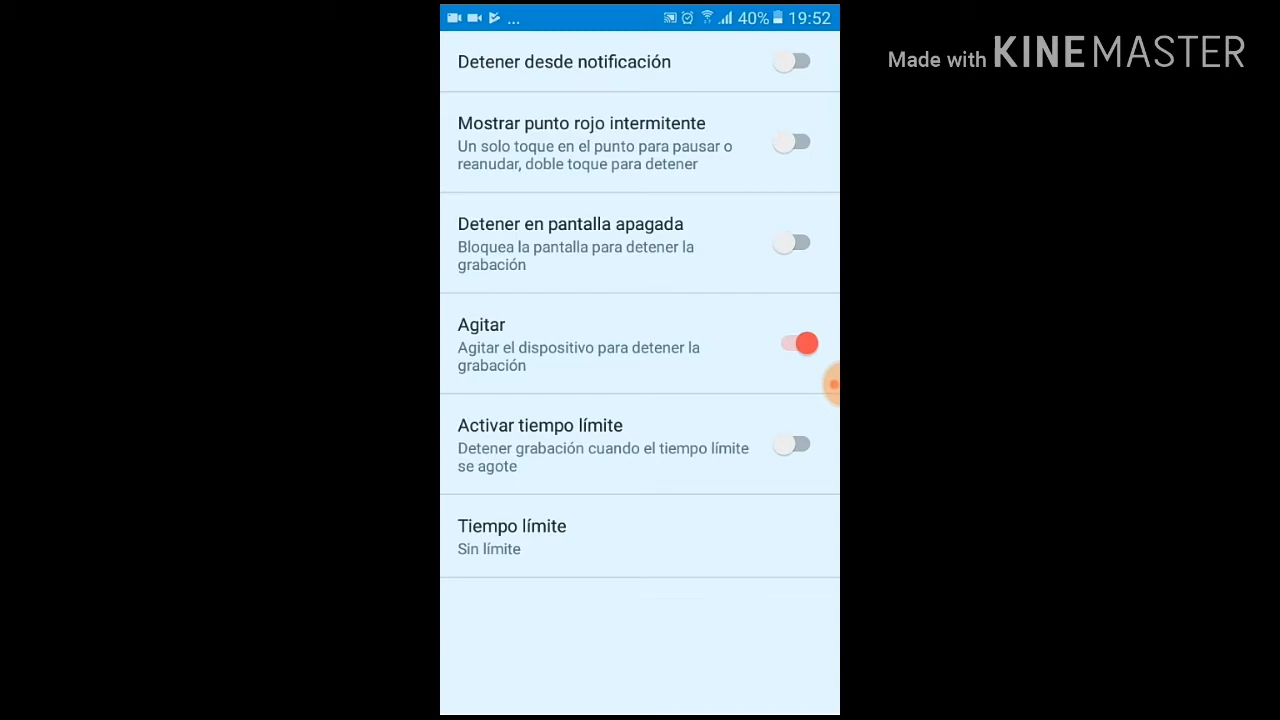 ... 40% 19:52
Made with KINEMASTER
Detener desde notificación
Mostrar punto rojo intermitente
Un solo toque en el punto para pausar o
reanudar, doble toque para detener
Detener en pantalla apagada
Bloquea la pantalla para detener la
grabación
Agitar
Agitar el dispositivo para detener la
grabación
Activar tiempo límite
Detener grabación cuando el tiempo límite
se agote
Tiempo límite
Sin límite